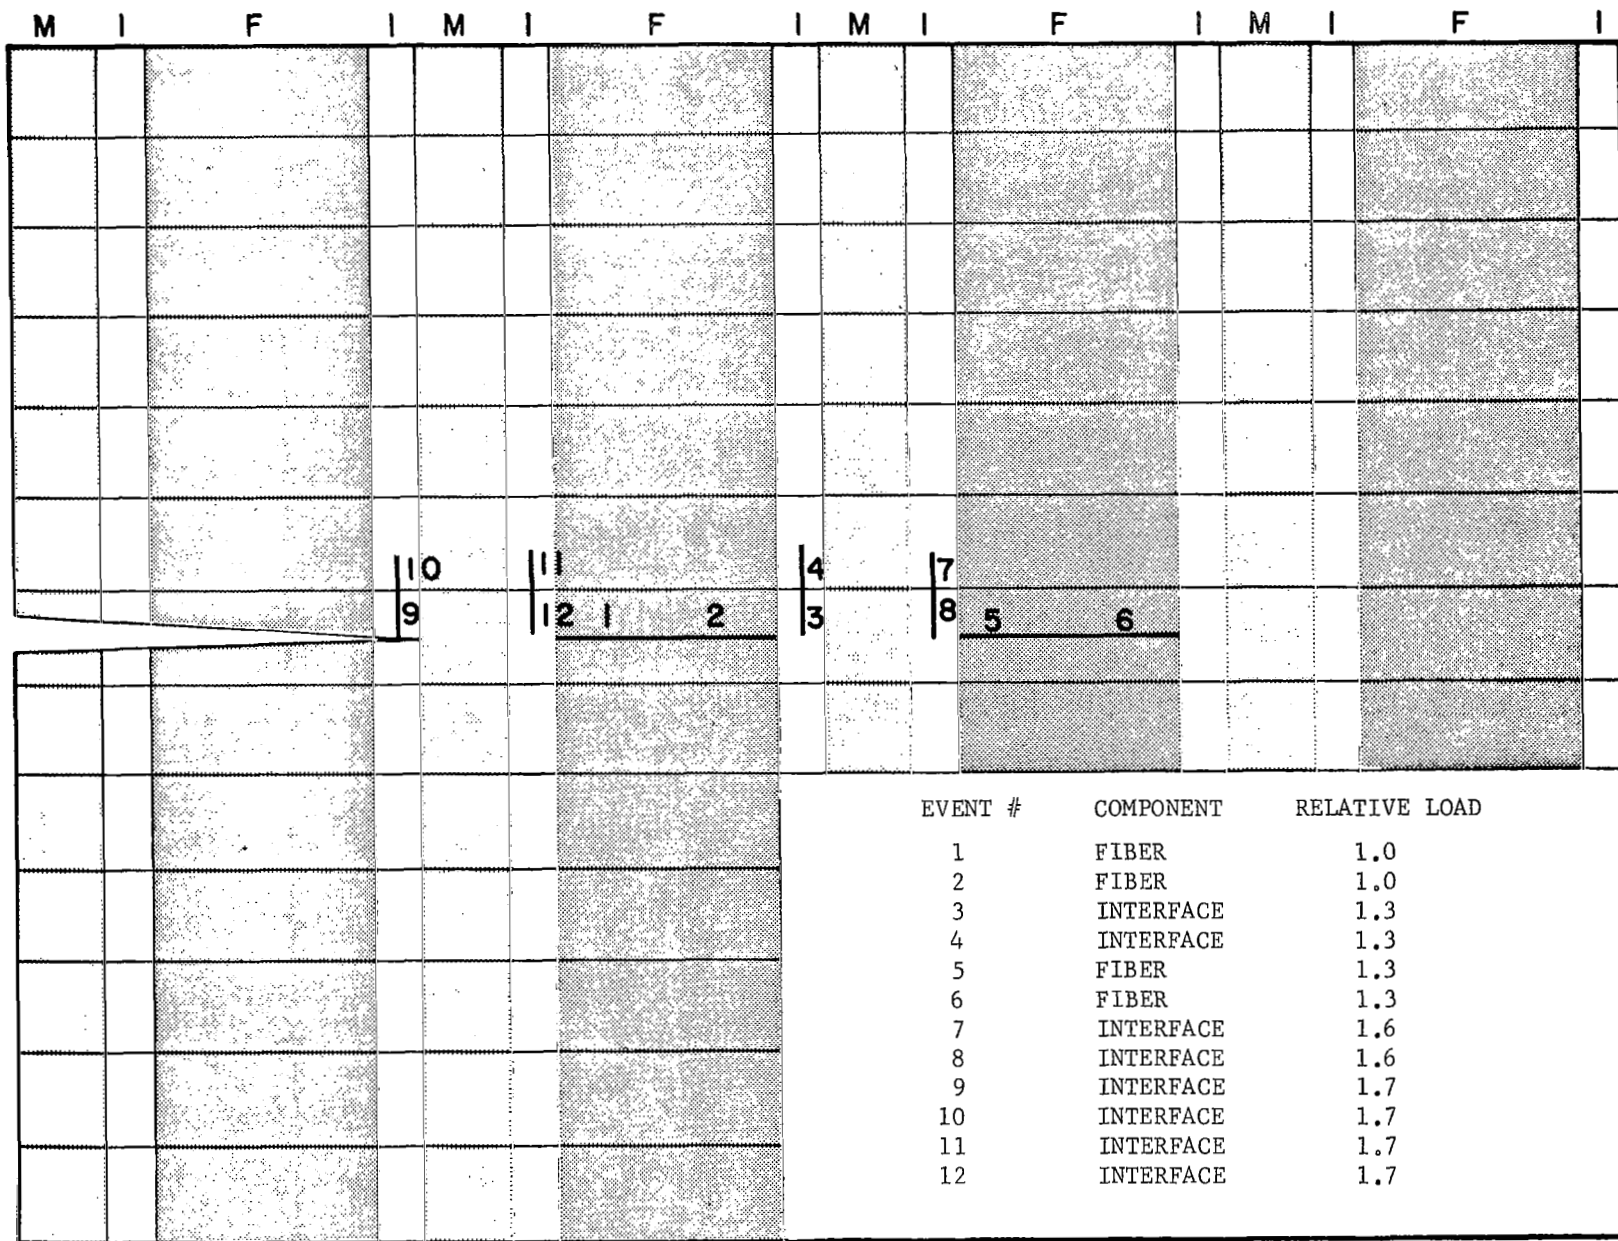 M I F I M I F I M I F I M I F I
10 11 4 7
9 12 1 2 3 8 5 6
EVENT # COMPONENT RELATIVE LOAD
1 FIBER 1.0
2 FIBER 1.0
3 INTERFACE 1.3
4 INTERFACE 1.3
5 FIBER 1.3
6 FIBER 1.3
7 INTERFACE 1.6
8 INTERFACE 1.6
9 INTERFACE 1.7
10 INTERFACE 1.7
11 INTERFACE 1.7
12 INTERFACE 1.7